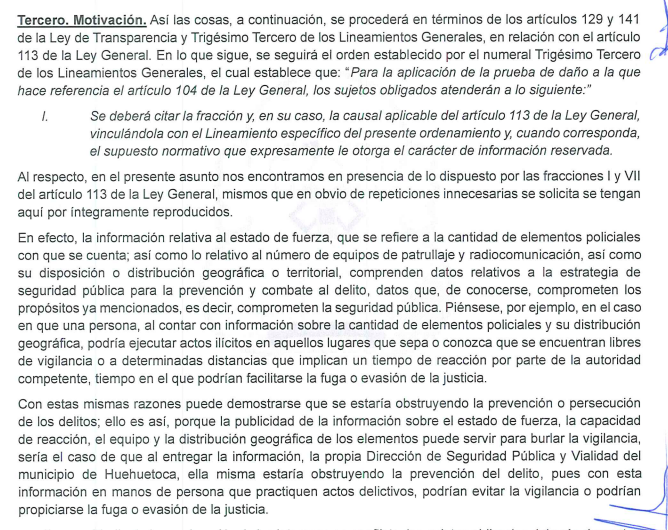 Tercero. Motivación. Así las cosas, a continuación, se procederá en términos de los artículos 129 y 141
de la Ley de Transparencia y Trigésimo Tercero de los Lineamientos Generales, en relación con el artículo
113 de la Ley General. En lo que sigue, se seguirá el orden establecido por el numeral Trigésimo Tercero
de los Lineamientos Generales, el cual establece que: “Para la aplicación de la prueba de daño a la que
hace referencia el artículo 104 de la Ley General, los sujetos obligados atenderán a lo siguiente:”
I. Se deberá citar la fracción y, en su caso, la causal aplicable del artículo 113 de la Ley General,
vinculándola con el Lineamiento específico del presente ordenamiento y, cuando corresponda,
el supuesto normativo que expresamente le otorga el carácter de información reservada.
Al respecto, en el presente asunto nos encontramos en presencia de lo dispuesto por las fracciones I y VII
del artículo 113 de la Ley General, mismos que en obvio de repeticiones innecesarias se solicita se tengan
aquí por íntegramente reproducidos.
En efecto, la información relativa al estado de fuerza, que se refiere a la cantidad de elementos policiales
con que se cuenta; así como lo relativo al número de equipos de patrullaje y radiocomunicación, así como
su disposición o distribución geográfica o territorial, comprenden datos relativos a la estrategia de
seguridad pública para la prevención y combate al delito, datos que, de conocerse, comprometen los
propósitos ya mencionados, es decir, comprometen la seguridad pública. Piénsese, por ejemplo, en el caso
en que una persona, al contar con información sobre la cantidad de elementos policiales y su distribución
geográfica, podría ejecutar actos ilícitos en aquellos lugares que sepa o conozca que se encuentran libres
de vigilancia o a determinadas distancias que implican un tiempo de reacción por parte de la autoridad
competente, tiempo en el que podrían facilitarse la fuga o evasión de la justicia.
Con estas mismas razones puede demostrarse que se estaría obstruyendo la prevención o persecución
de los delitos; ello es así, porque la publicidad de la información sobre el estado de fuerza, la capacidad
de reacción, el equipo y la distribución geográfica de los elementos puede servir para burlar la vigilancia,
sería el caso de que al entregar la información, la propia Dirección de Seguridad Pública y Vialidad del
municipio de Huehuetoca, ella misma estaría obstruyendo la prevención del delito, pues con esta
información en manos de persona que practiquen actos delictivos, podrían evitar la vigilancia o podrían
propiciarse la fuga o evasión de la justicia.